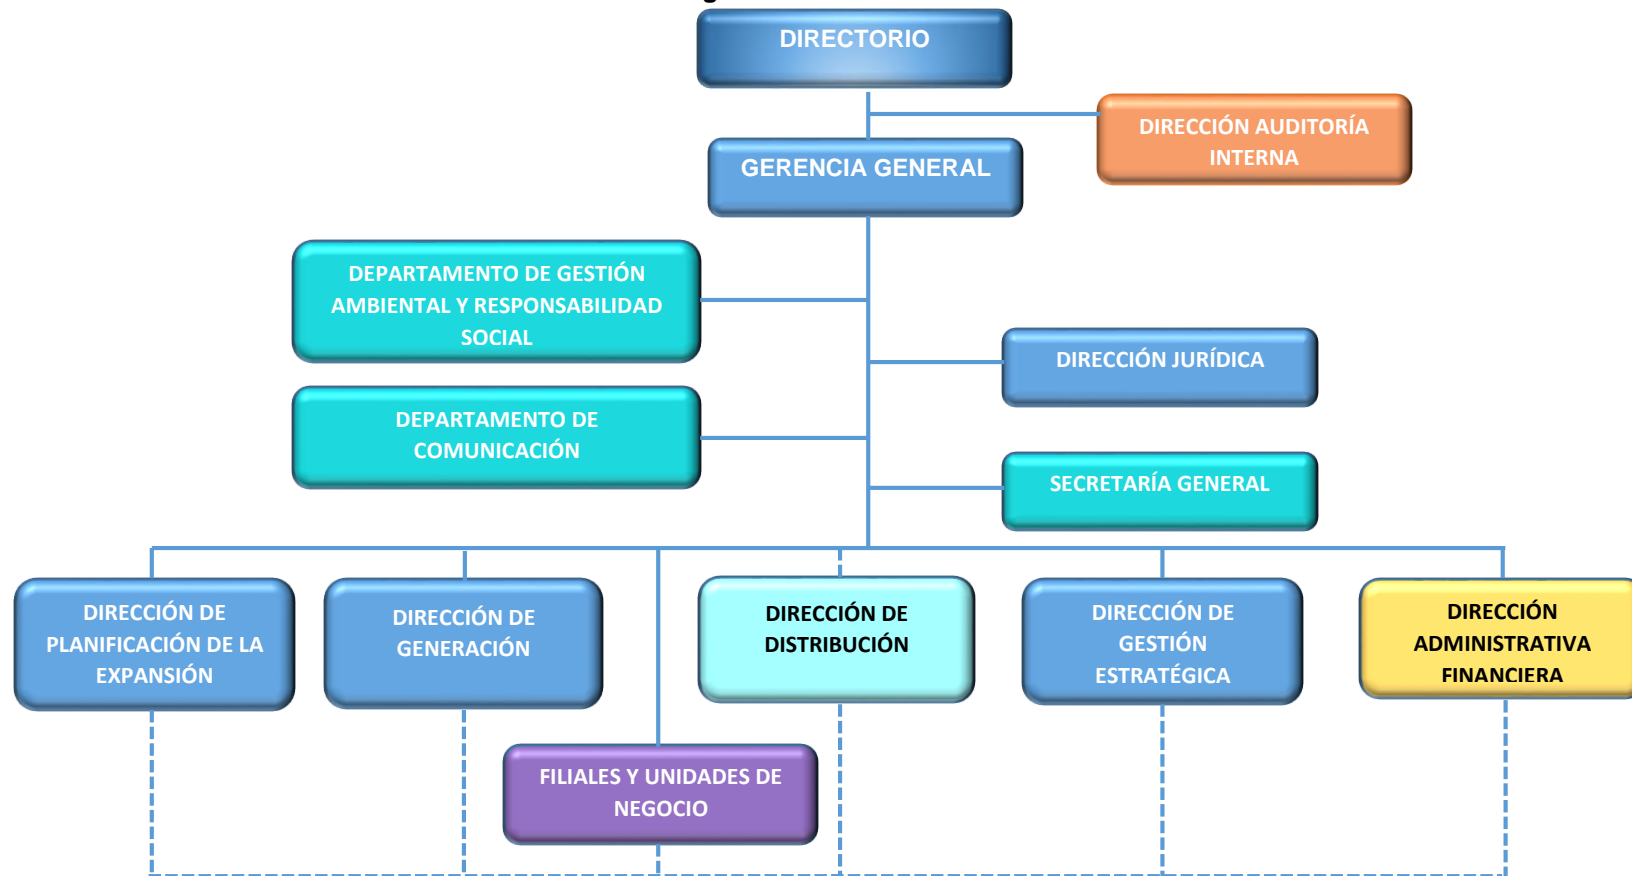 DIRECTORIO
DIRECCIÓN AUDITORÍA
INTERNA
GERENCIA GENERAL
DEPARTAMENTO DE GESTIÓN
AMBIENTAL Y RESPONSABILIDAD
SOCIAL
DIRECCIÓN JURÍDICA
DEPARTAMENTO DE
COMUNICACIÓN
SECRETARÍA GENERAL
DIRECCIÓN DE
PLANIFICACIÓN DE LA
EXPANSIÓN
DIRECCIÓN DE
GENERACIÓN
DIRECCIÓN DE
DISTRIBUCIÓN
DIRECCIÓN DE
GESTIÓN
ESTRATÉGICA
DIRECCIÓN
ADMINISTRATIVA
FINANCIERA
FILIALES Y UNIDADES DE
NEGOCIO